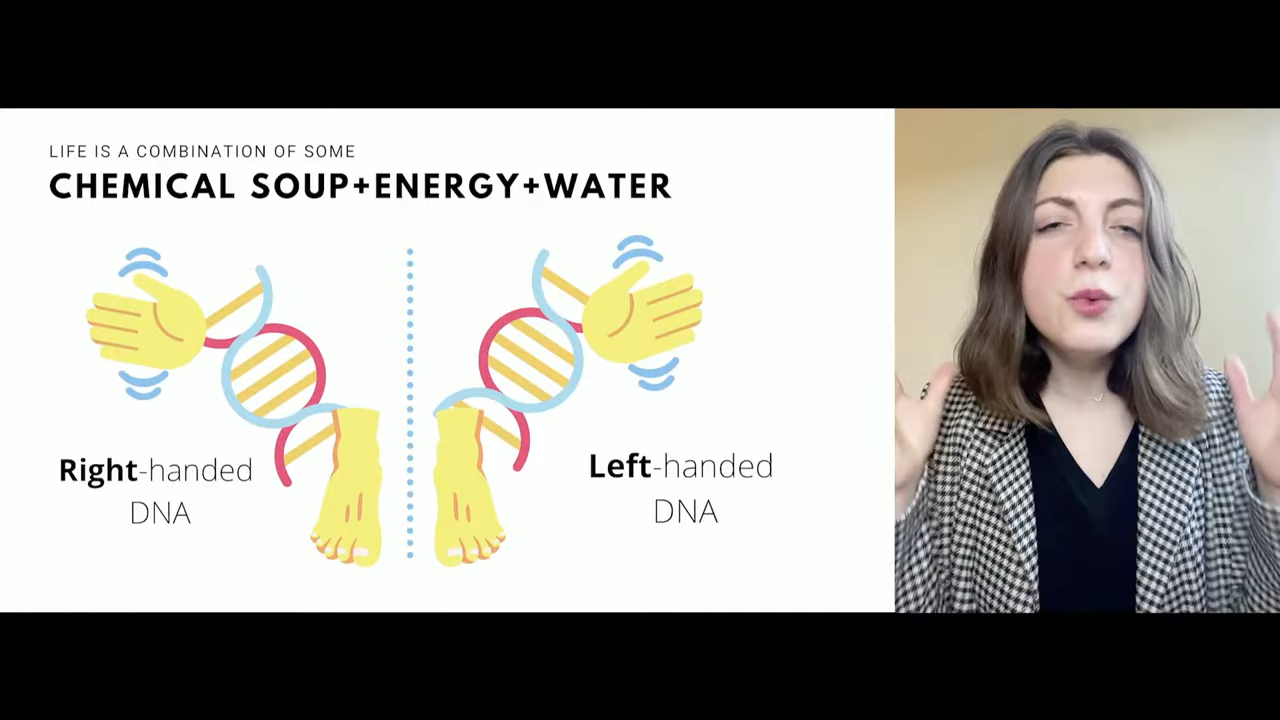 LIFE IS A COMBINATION OF SOME
CHEMICAL SOUP+ENERGY+WATER
Right-handed
DNA
Left-handed
DNA